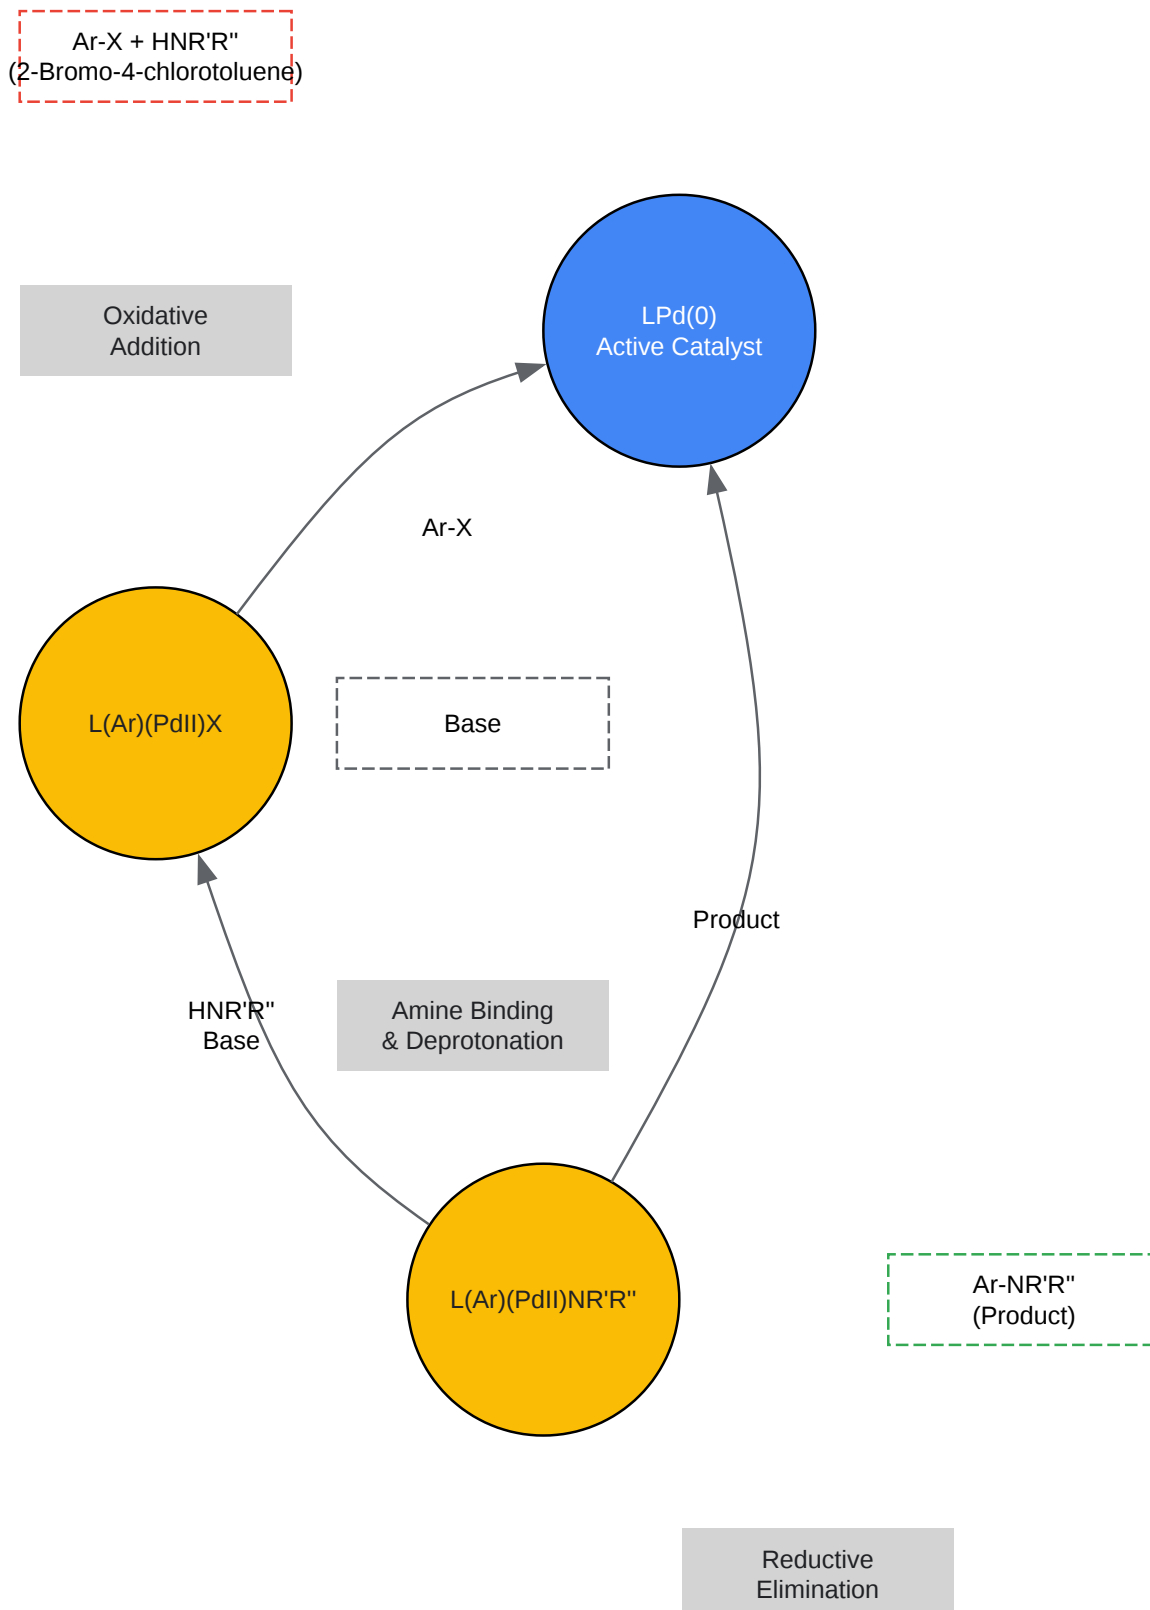 Ar-X + HNR'R"
(2-Bromo-4-chlorotoluene)
Oxidative
Addition
LPd(0)
Active Catalyst
Ar-X
L(Ar)(PdII)X
Base
Product
HNR'R"
Base
Amine Binding
& Deprotonation
L(Ar)(PdII)NR'R"
Ar-NR'R"
(Product)
Reductive
Elimination